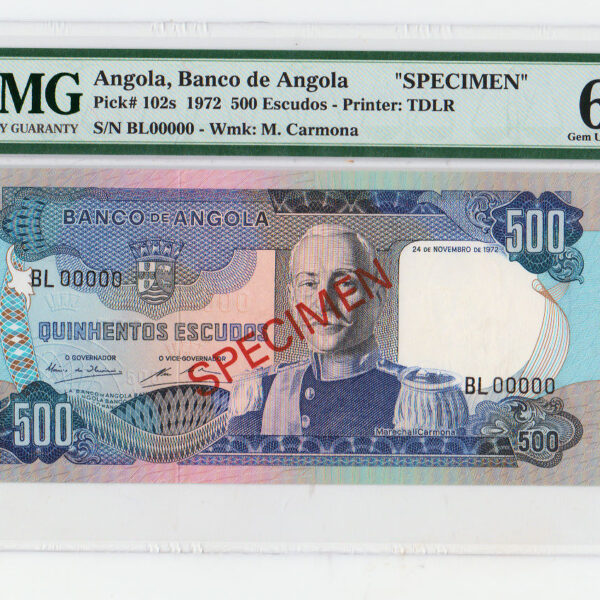 MG
Angola, Banco de Angola "SPECIMEN"
Pick# 102s 1972 500 Escudos - Printer: TDLR
S/N BL00000 - Wmk: M. Carmona
Y GUARANTY
6
Gem U
BANCO DE ANGOLA
500
24 DE NOVEMBRO DE 1972
BL 00000
QUINHENTOS ESCUDOS
SPECIMEN
O GOVERNADOR O VICE-GOVERNADOR
BL 00000
500
Marechal Carmona
500